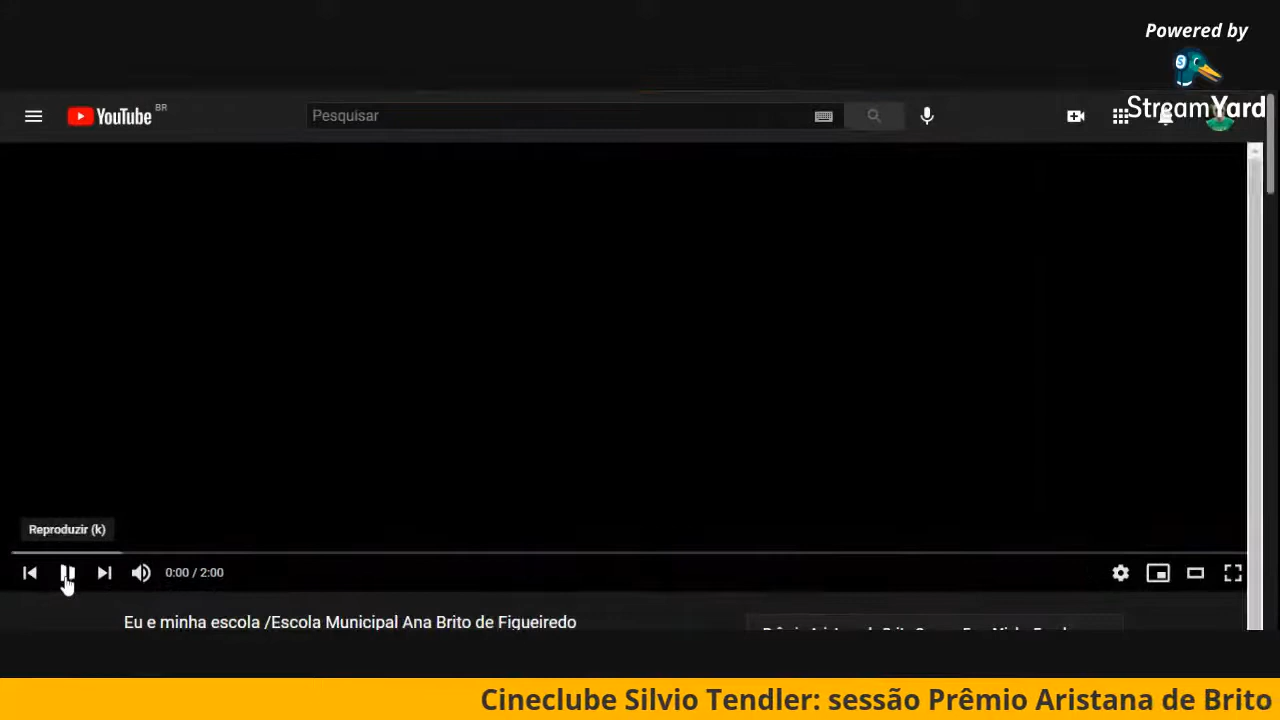 Powered by
StreamYard
YouTube BR
Pesquisar
Reproduzir (k)
0:00 / 2:00
Eu e minha escola /Escola Municipal Ana Brito de Figueiredo
Cineclube Silvio Tendler: sessão Prêmio Aristana de Brito